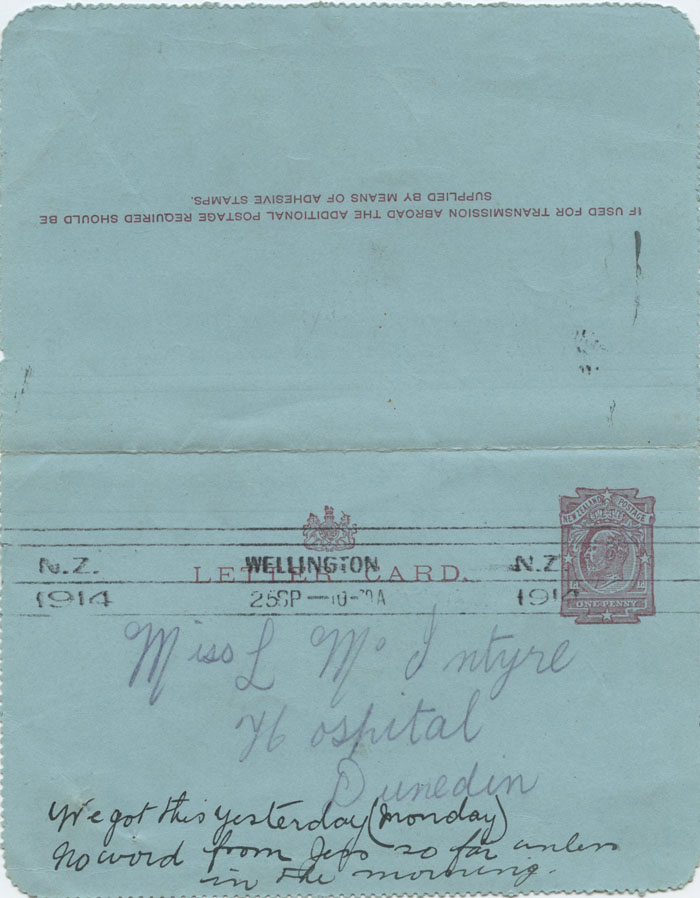 IF USED FOR TRANSMISSION ABROAD THE ADDITIONAL POSTAGE REQUIRED SHOULD BE
SUPPLIED BY MEANS OF ADHESIVE STAMPS.
NEW ZEALAND POSTAGE
ONE PENNY
LETTER CARD.
N.Z. WELLINGTON N.Z.
1914 25SP 1914
Miss L McIntyre
Hospital
Dunedin
We got this yesterday (Monday)
No word from Jess so far unless
in the morning.